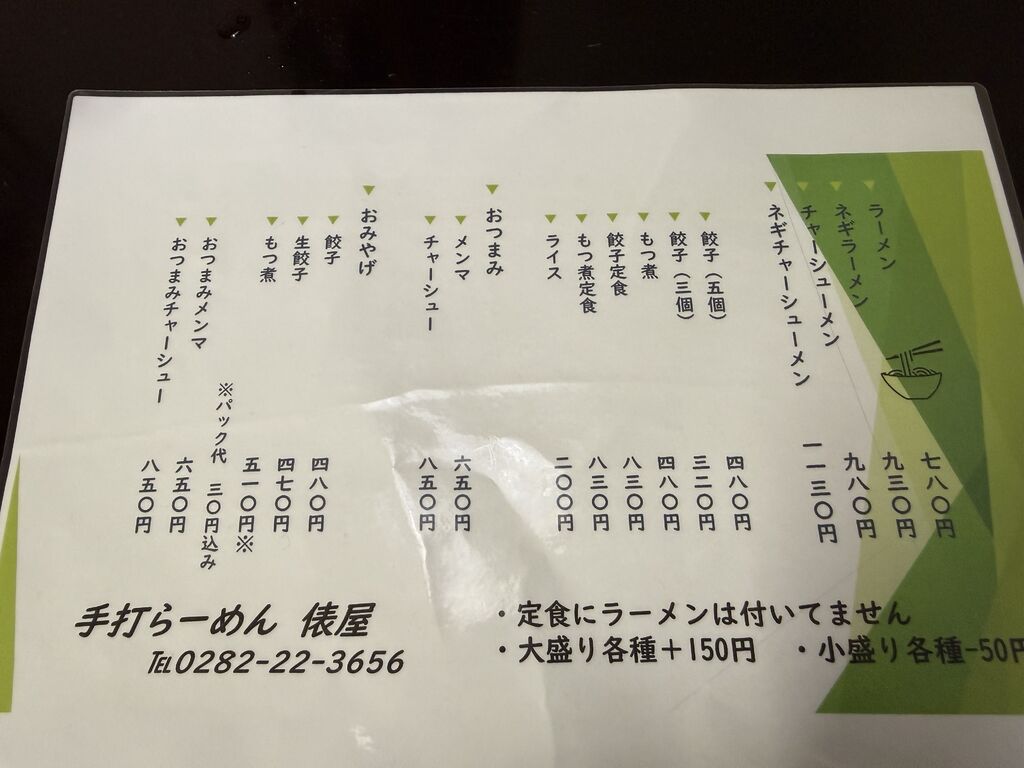 ▼ラーメン 七八〇円
▼ネギラーメン 九三〇円
▼チャーシューメン 九八〇円
▼ネギチャーシューメン 一一三〇円
▼餃子（五個） 四八〇円
▼餃子（三個） 三二〇円
▼もつ煮 四八〇円
▼餃子定食 八三〇円
▼もつ煮定食 八三〇円
▼ライス 二〇〇円
▼おつまみ
▼メンマ 六五〇円
▼チャーシュー 八五〇円
▼おみやげ
▼餃子 四八〇円
▼生餃子 四七〇円
▼もつ煮 五一〇円※
※パック代 三〇円込み
▼おつまみメンマ 六五〇円
▼おつまみチャーシュー 八五〇円
手打らーめん 俵屋
℡0282-22-3656
・定食にラーメンは付いてません
・大盛り各種＋150円 ・小盛り各種-50円